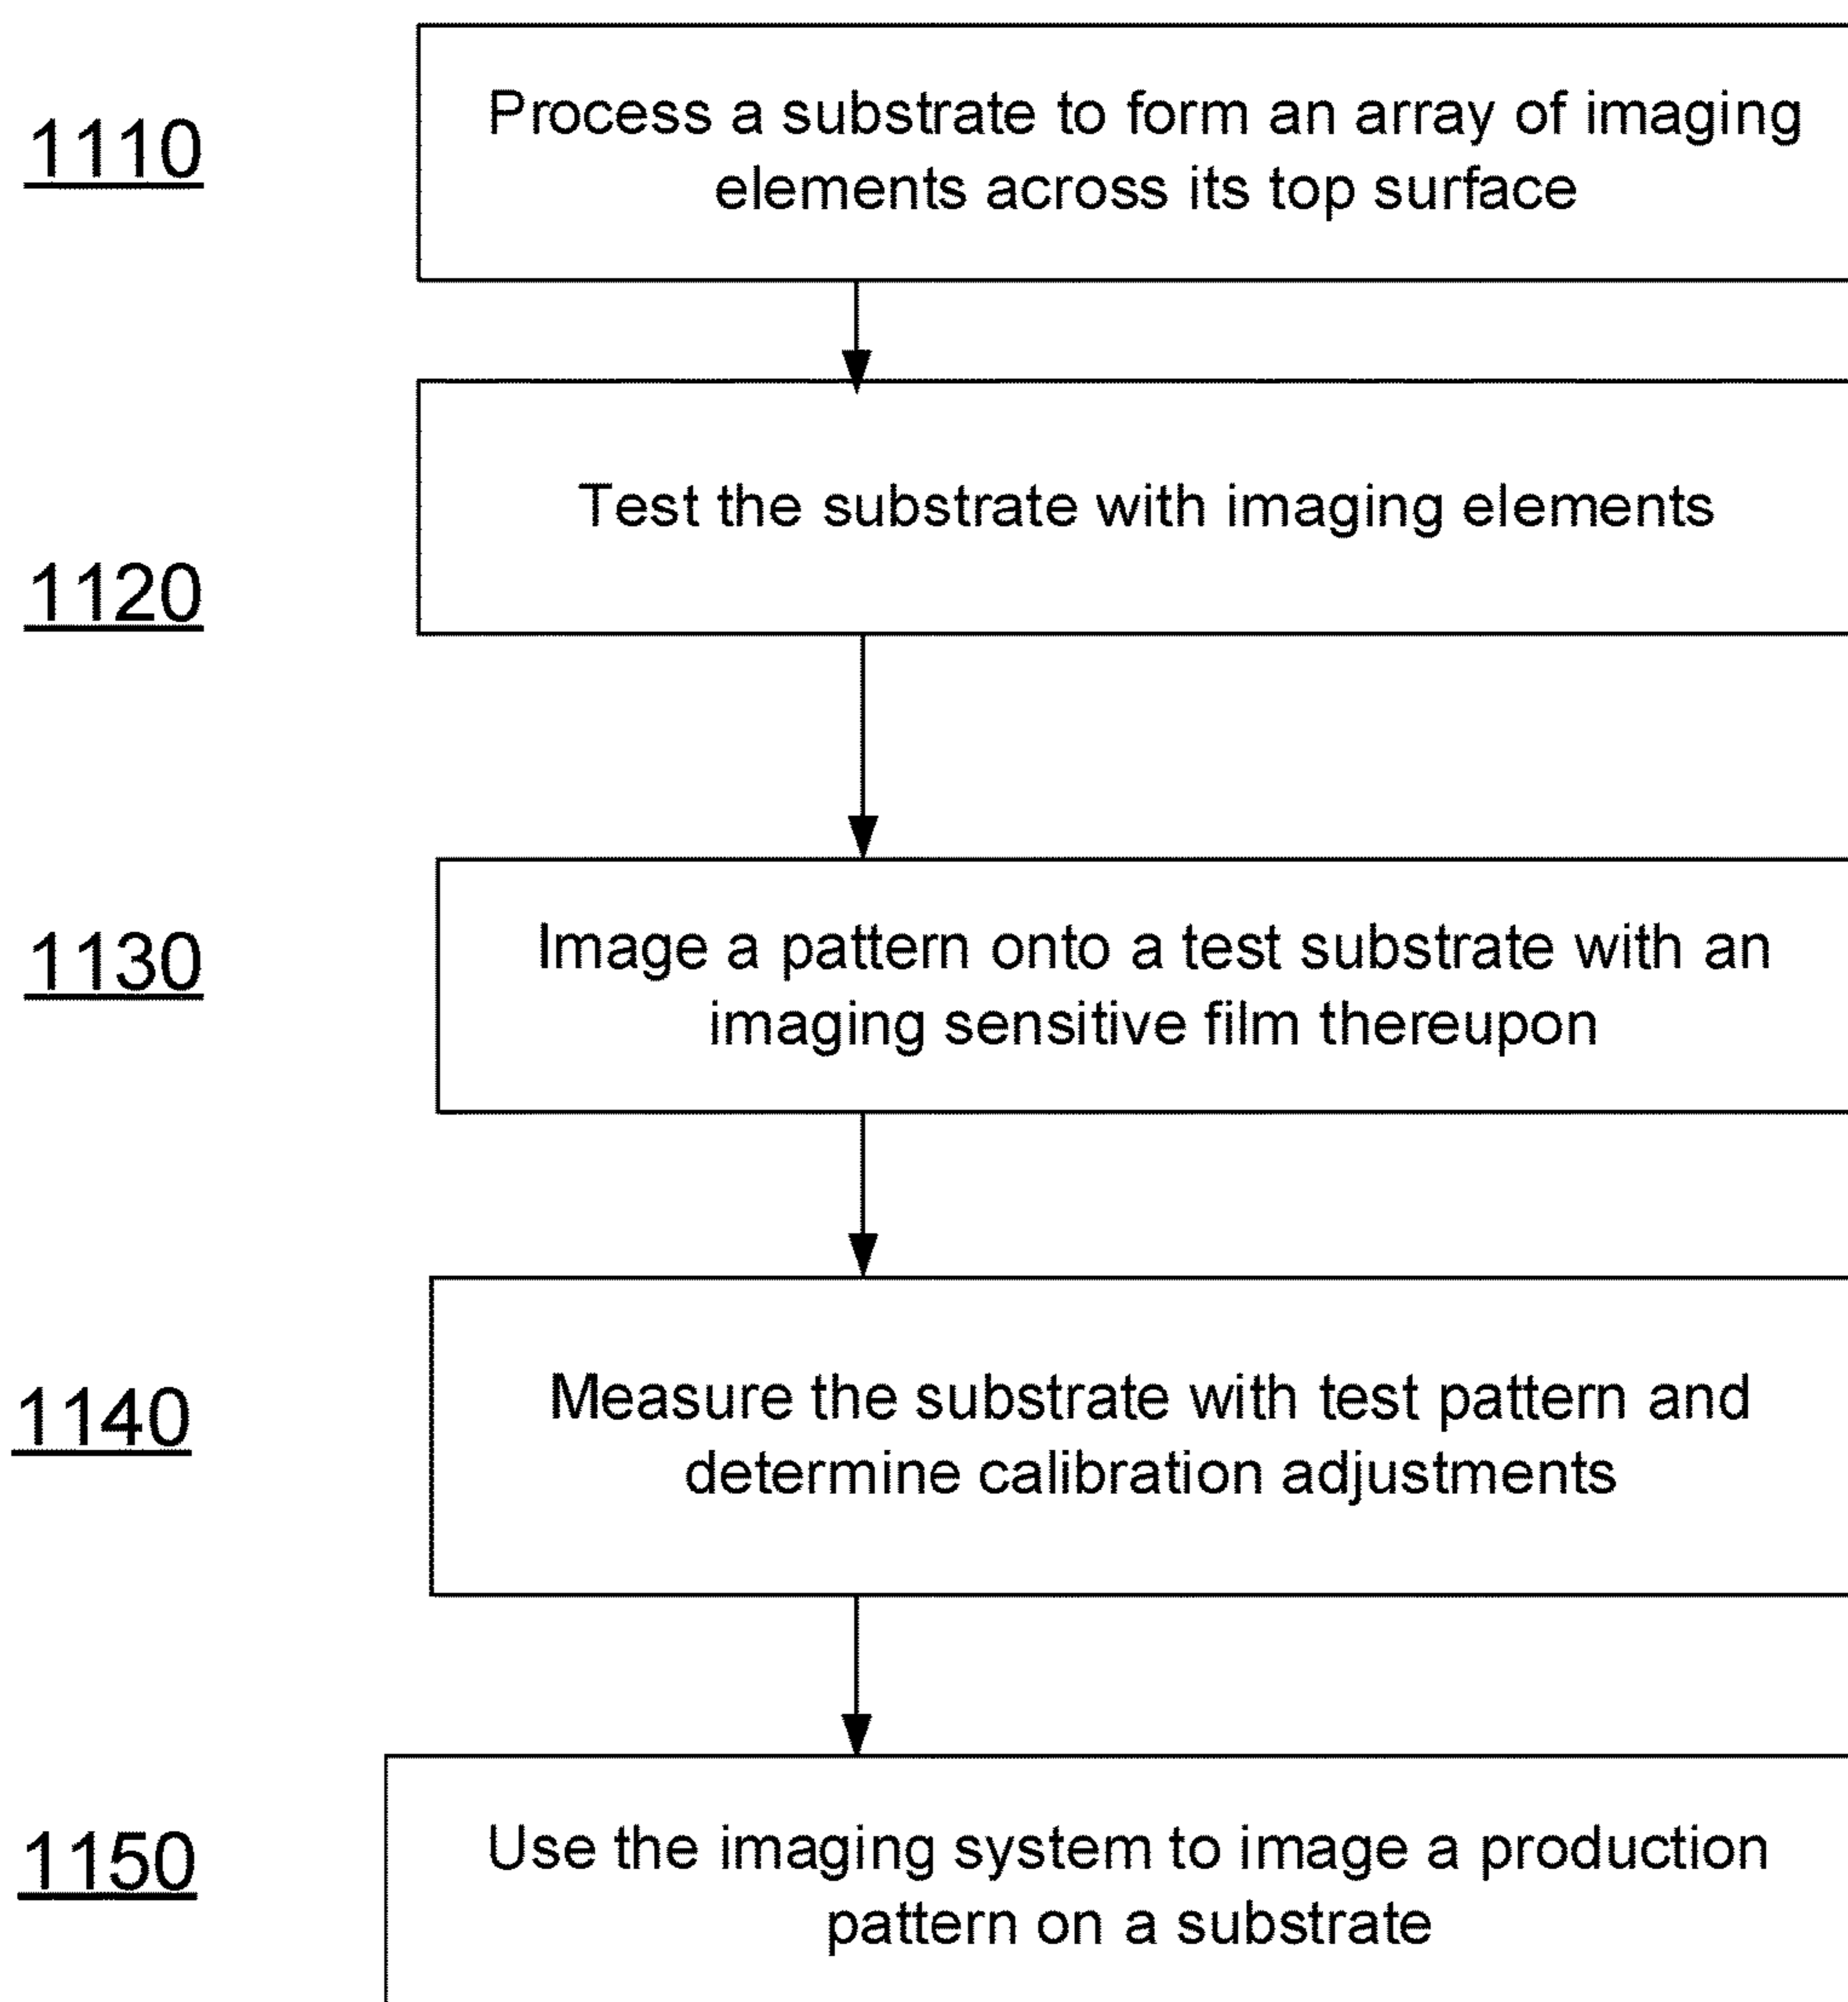 1110
Process a substrate to form an array of imaging
elements across its top surface
Test the substrate with imaging elements
1120
1130
Image a pattern onto a test substrate with an
imaging sensitive film thereupon
1140
Measure the substrate with test pattern and
determine calibration adjustments
1150
Use the imaging system to image a production
pattern on a substrate